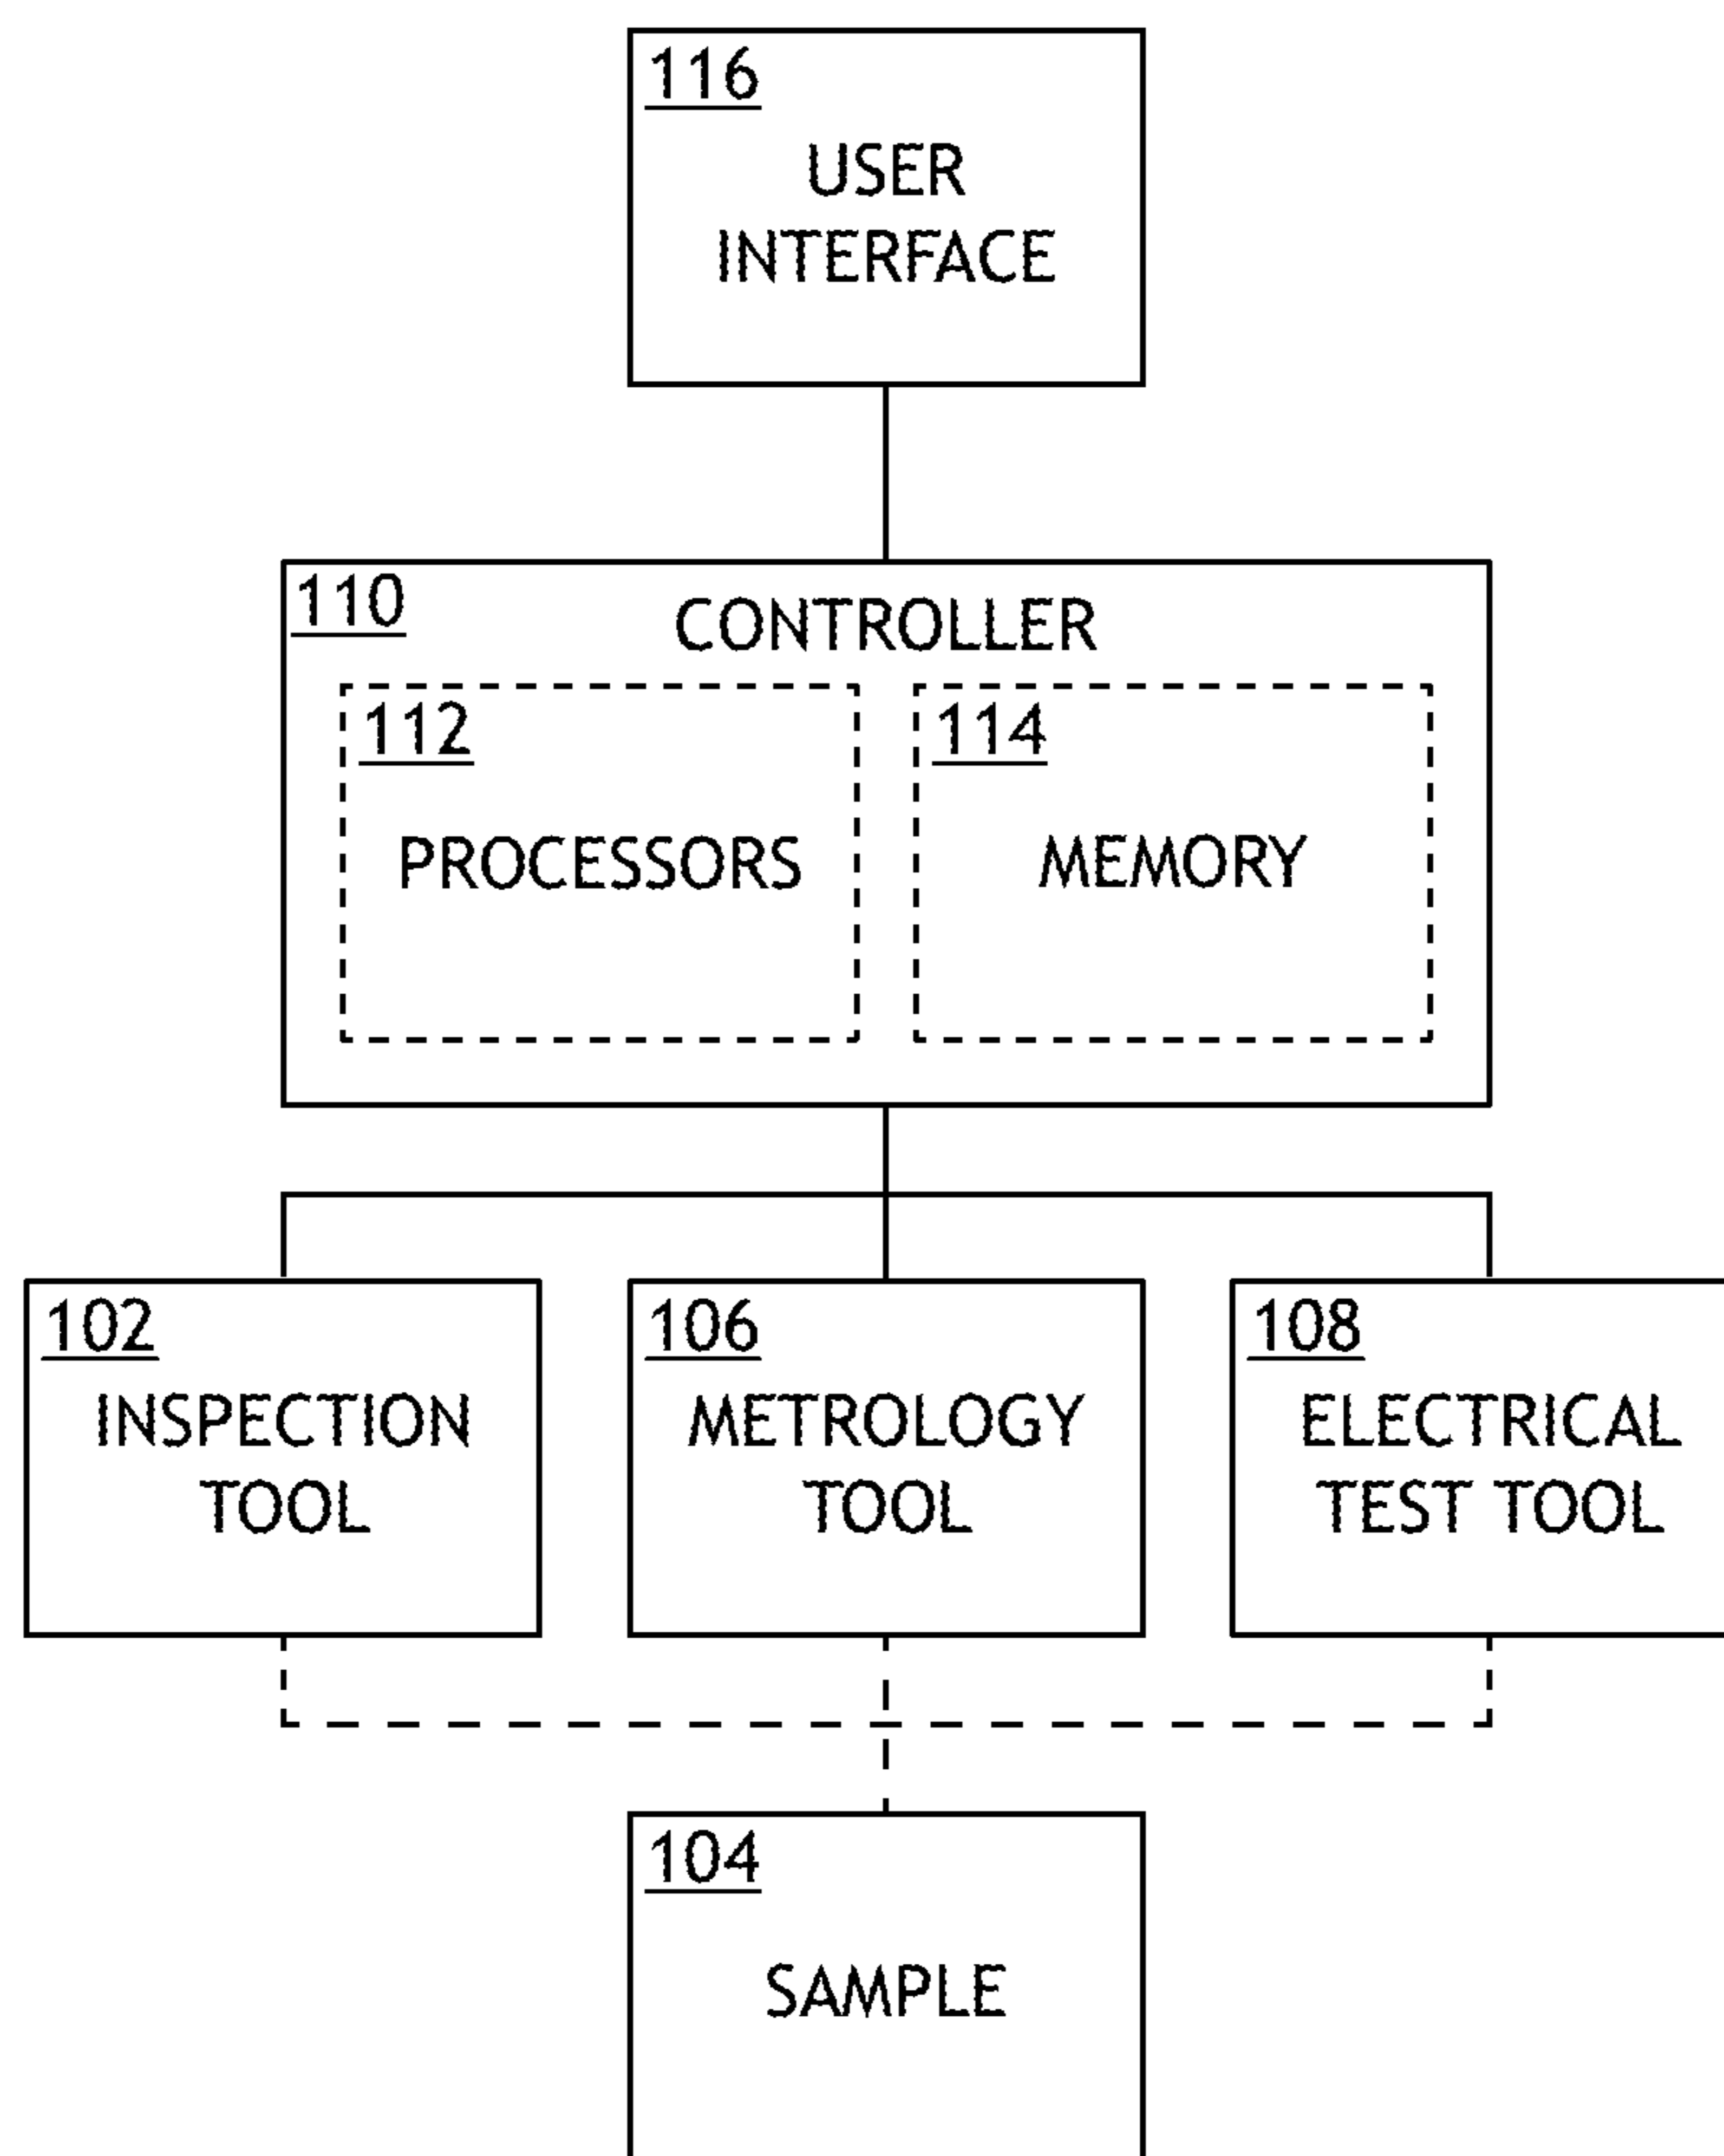 116
USER
INTERFACE
110
CONTROLLER
112
114
PROCESSORS
MEMORY
102
INSPECTION
TOOL
106
METROLOGY
TOOL
108
ELECTRICAL
TEST TOOL
104
SAMPLE